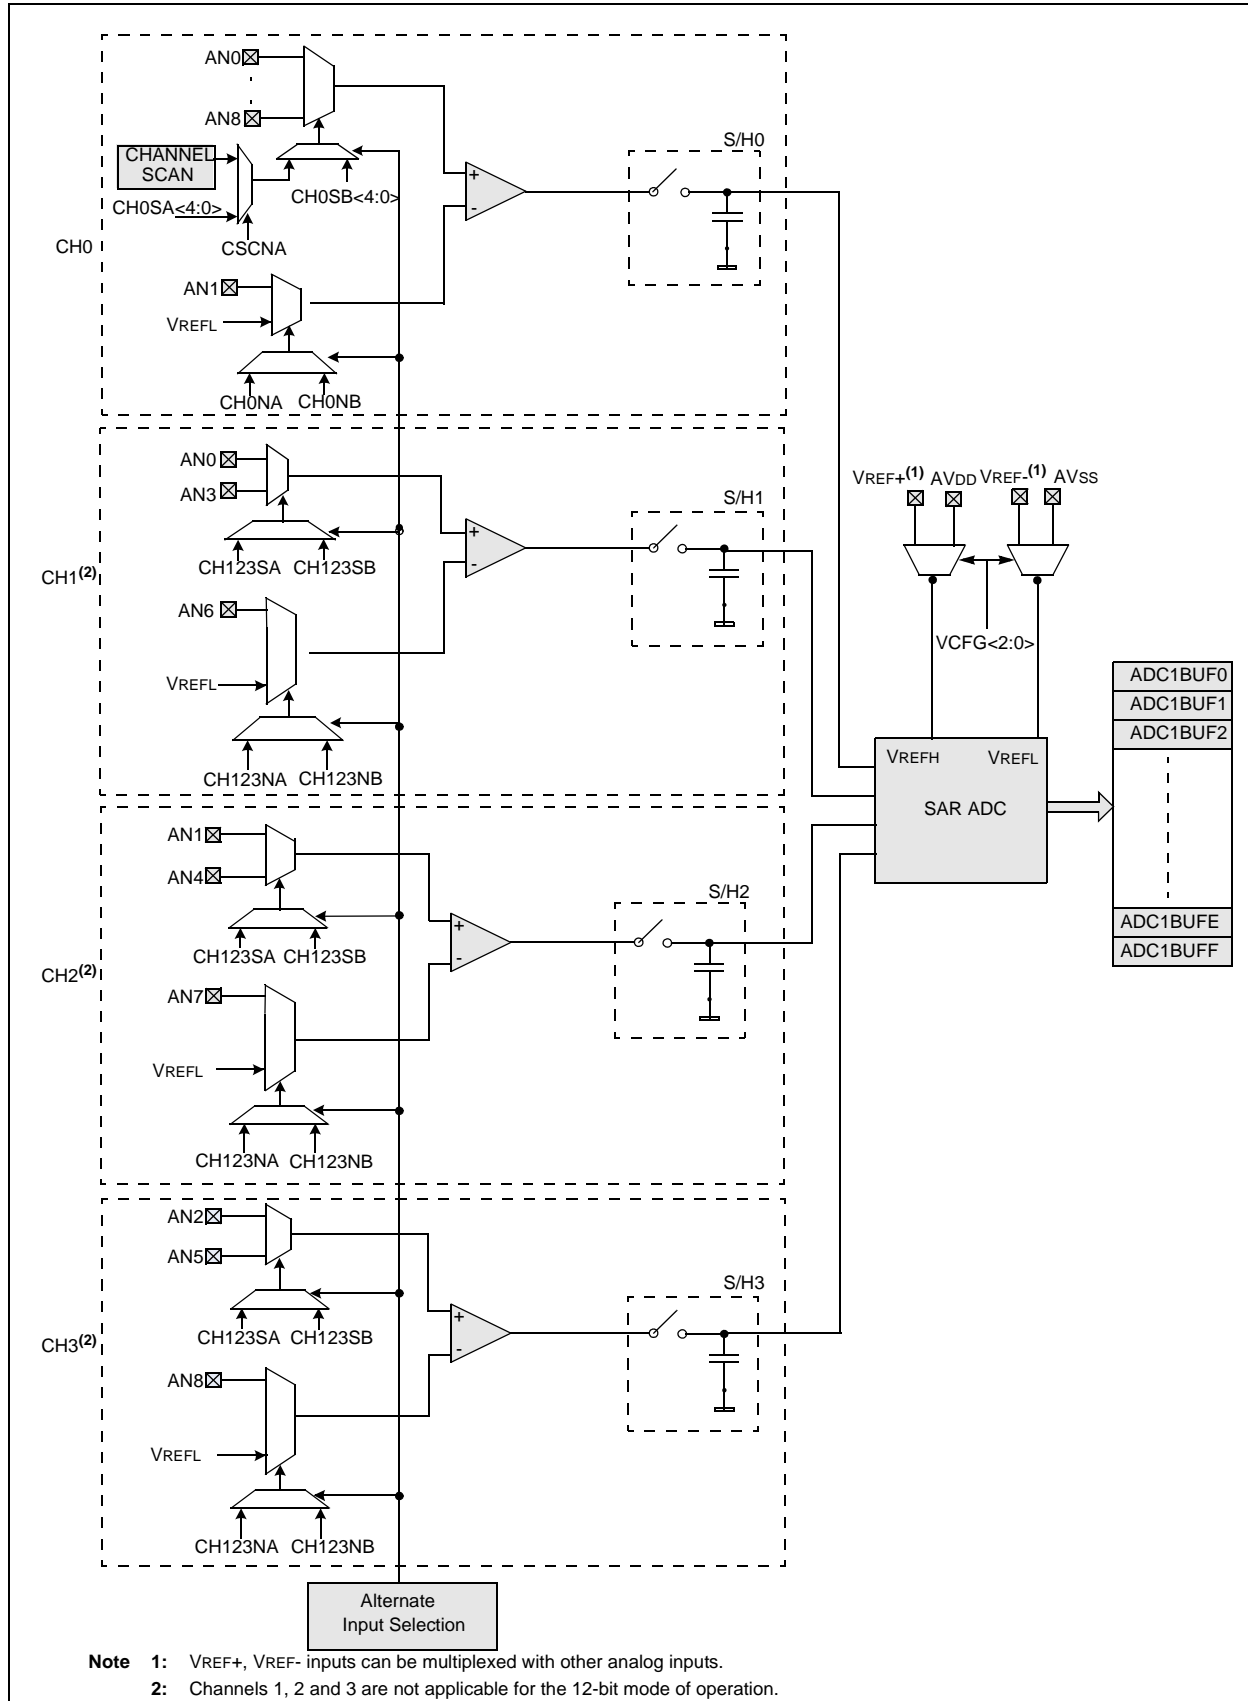 AN0
AN8
CHANNEL
SCAN
CH0SA<4:0>
CH0SB<4:0>
CSCNA
CH0
+
-
S/H0
AN1
VREFL
CH0NA CH0NB
AN0
AN3
CH123SA CH123SB
CH1(2)
+
-
S/H1
AN6
VREFL
CH123NA CH123NB
VREF+(1) AVDD VREF-(1) AVSS
VCFG<2:0>
VREFH VREFL
SAR ADC
ADC1BUF0
ADC1BUF1
ADC1BUF2
ADC1BUFE
ADC1BUFF
AN1
AN4
CH123SA CH123SB
CH2(2)
+
-
S/H2
AN7
VREFL
CH123NA CH123NB
AN2
AN5
CH123SA CH123SB
CH3(2)
+
-
S/H3
AN8
VREFL
CH123NA CH123NB
Alternate
Input Selection
Note 1: VREF+, VREF- inputs can be multiplexed with other analog inputs.
2: Channels 1, 2 and 3 are not applicable for the 12-bit mode of operation.